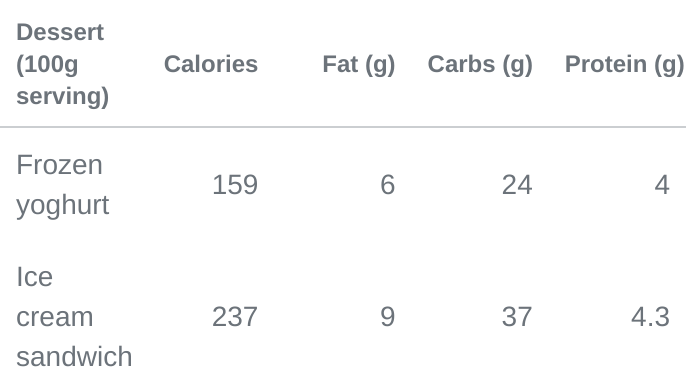 Dessert
(100g
serving)
Calories
Fat (g)
Carbs (g)
Protein (g)
Frozen
yoghurt
159
6
24
4
Ice
cream
sandwich
237
9
37
4.3